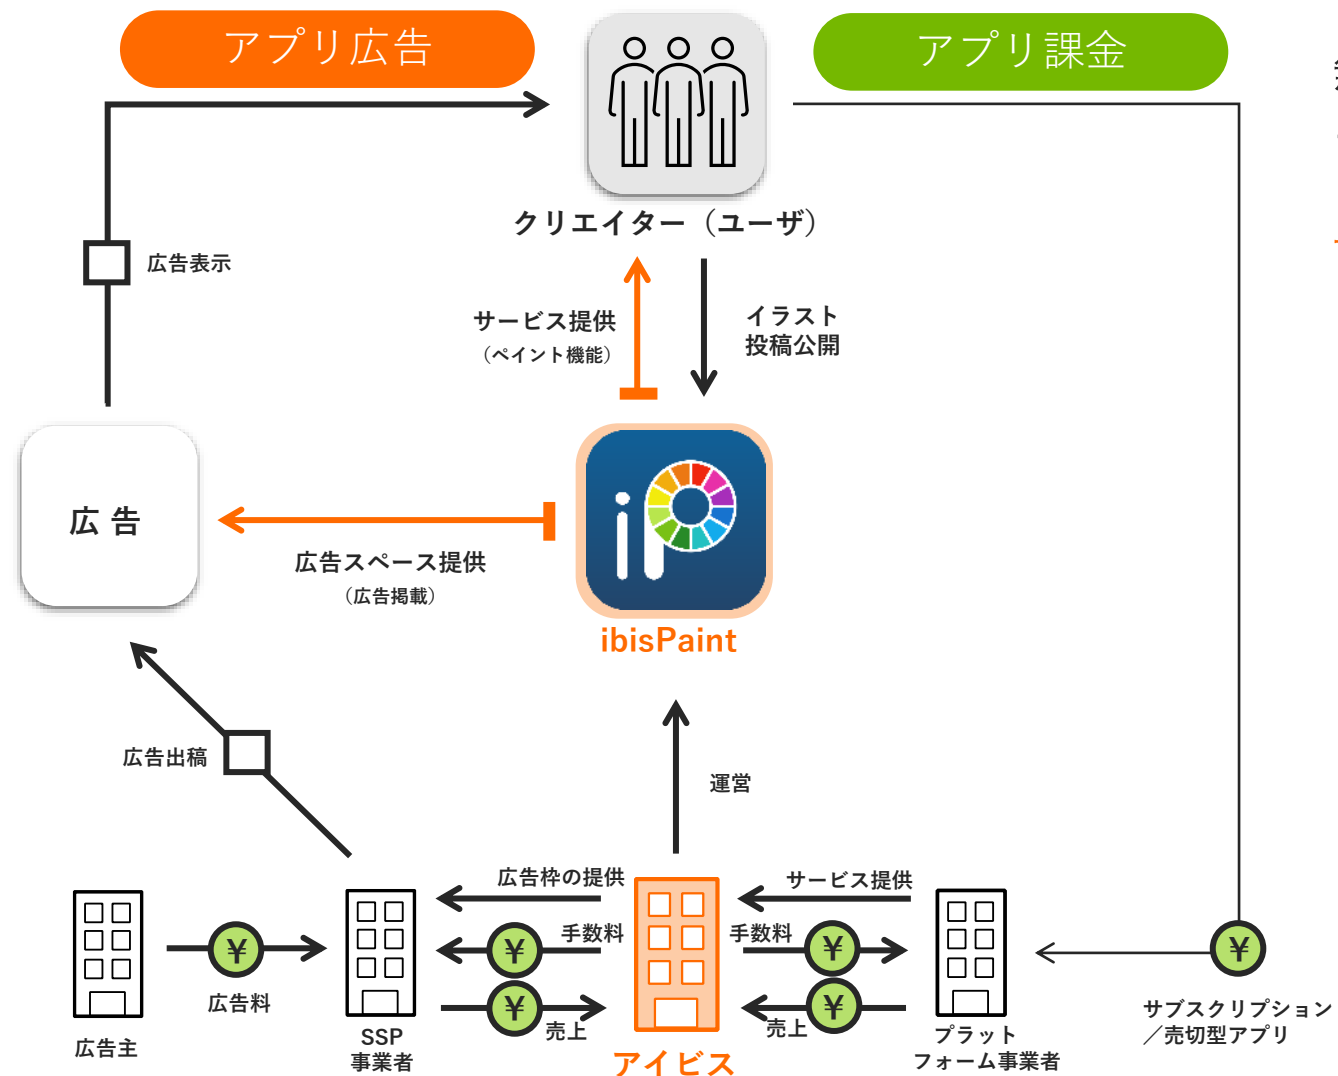 アプリ広告
アプリ課金
クリエイター（ユーザ）
広告表示
サービス提供
（ペイント機能）
イラスト
投稿公開
広 告
広告スペース提供
（広告掲載）
iP
ibisPaint
広告出稿
運営
広告枠の提供
サービス提供
手数料
手数料
¥
¥
¥
¥
広告料
¥
売上
¥
売上
サブスクリプション
／売切型アプリ
広告主
SSP
事業者
アイビス
プラット
フォーム事業者